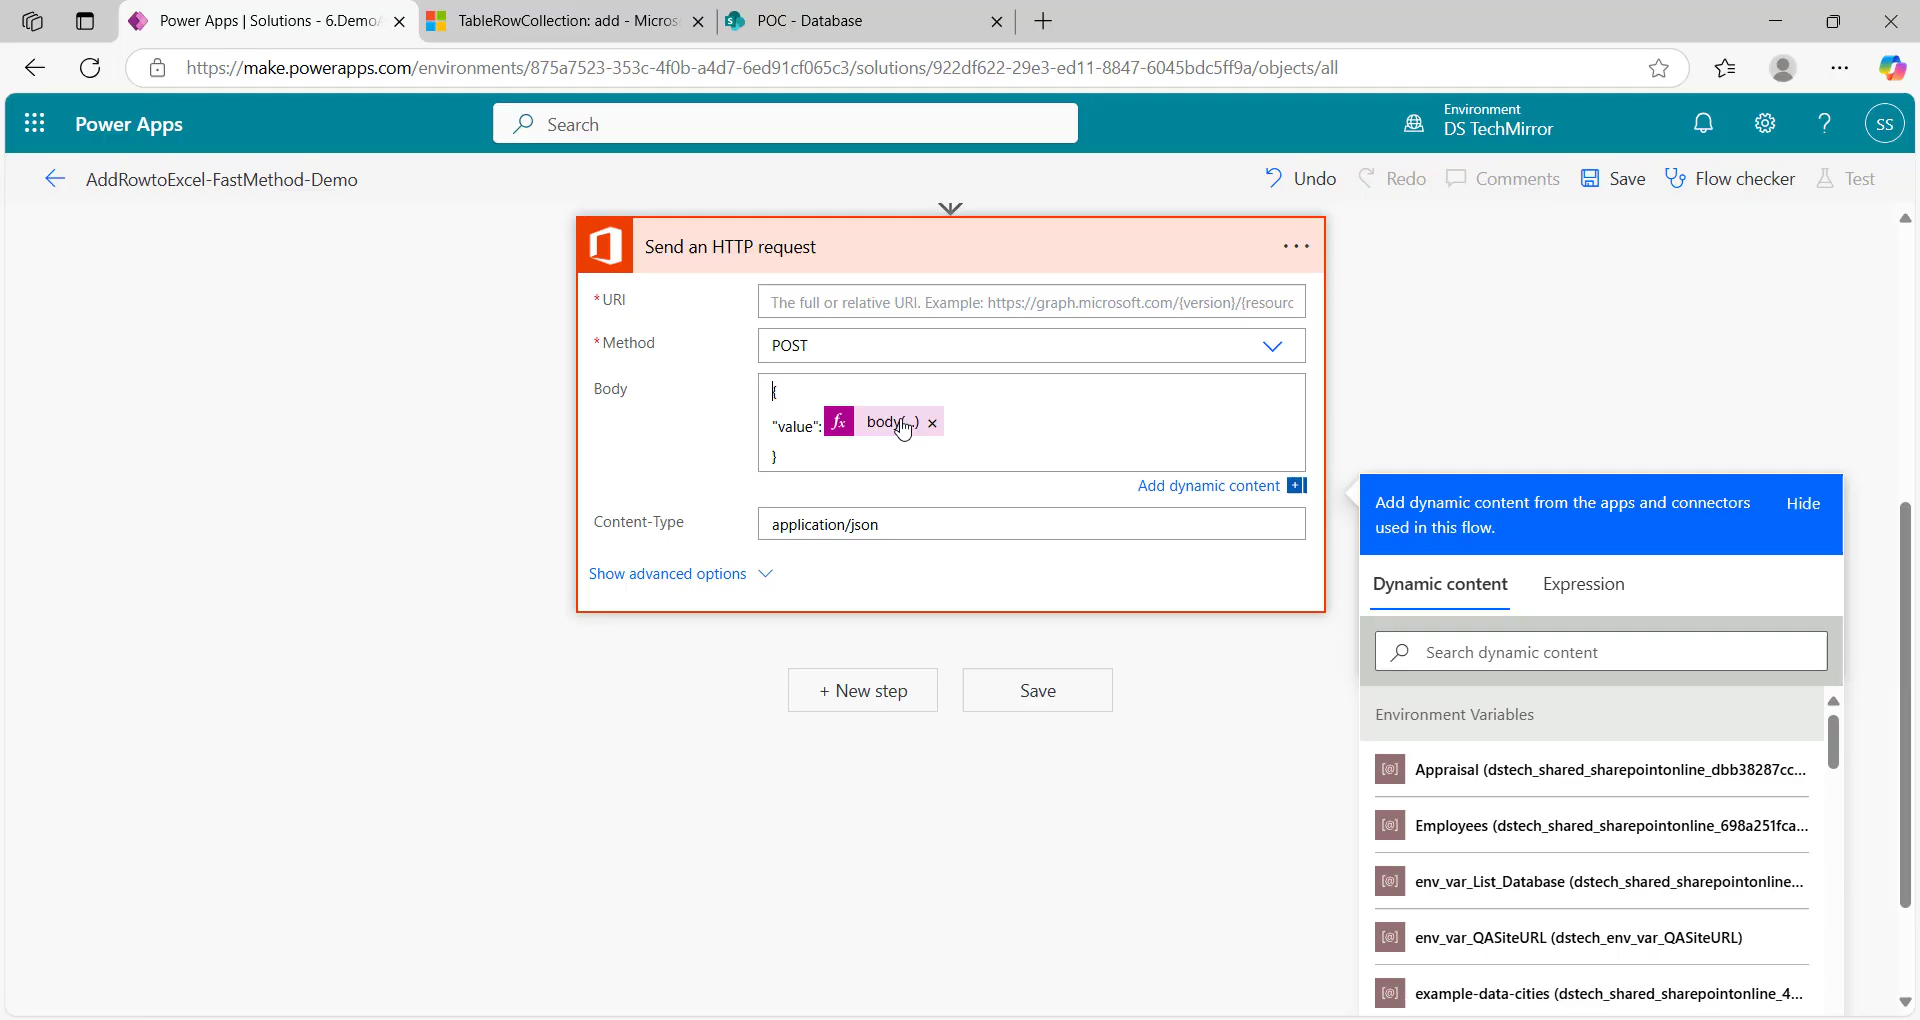 Power Apps | Solutions - 6.Demo
TableRowCollection: add - Micros
POC - Database
https://make.powerapps.com/environments/875a7523-353c-4f0b-a4d7-6ed91cf065c3/solutions/922df622-29e3-ed11-8847-6045bdc5ff9a/objects/all
Power Apps
Search
Environment
DS TechMirror
SS
AddRowtoExcel-FastMethod-Demo
Undo
Redo
Comments
Save
Flow checker
Test
Send an HTTP request
* URI
The full or relative URI. Example: https://graph.microsoft.com/{version}/{resourc
* Method
POST
Body
{
"value": fx body(...)
}
Add dynamic content
Content-Type
application/json
Show advanced options
+ New step
Save
Add dynamic content from the apps and connectors
used in this flow.
Hide
Dynamic content
Expression
Search dynamic content
Environment Variables
Appraisal (dstech_shared_sharepointonline_dbb38287cc...
Employees (dstech_shared_sharepointonline_698a251fca...
env_var_List_Database (dstech_shared_sharepointonline...
env_var_QASiteURL (dstech_env_var_QASiteURL)
example-data-cities (dstech_shared_sharepointonline_4...